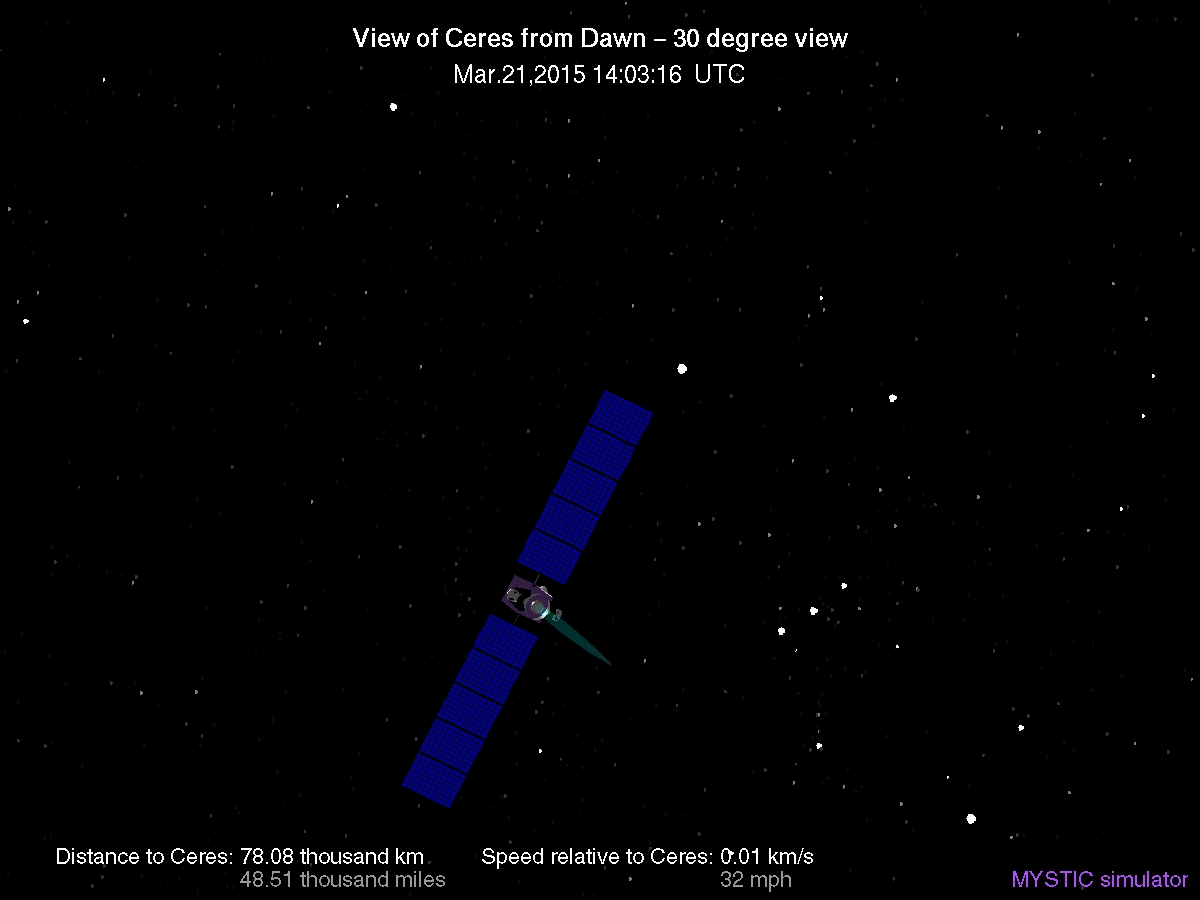 View of Ceres from Dawn – 30 degree view
Mar.21,2015 14:03:16 UTC
Distance to Ceres: 78.08 thousand km
48.51 thousand miles
Speed relative to Ceres: 0.01 km/s
32 mph
MYSTIC simulator